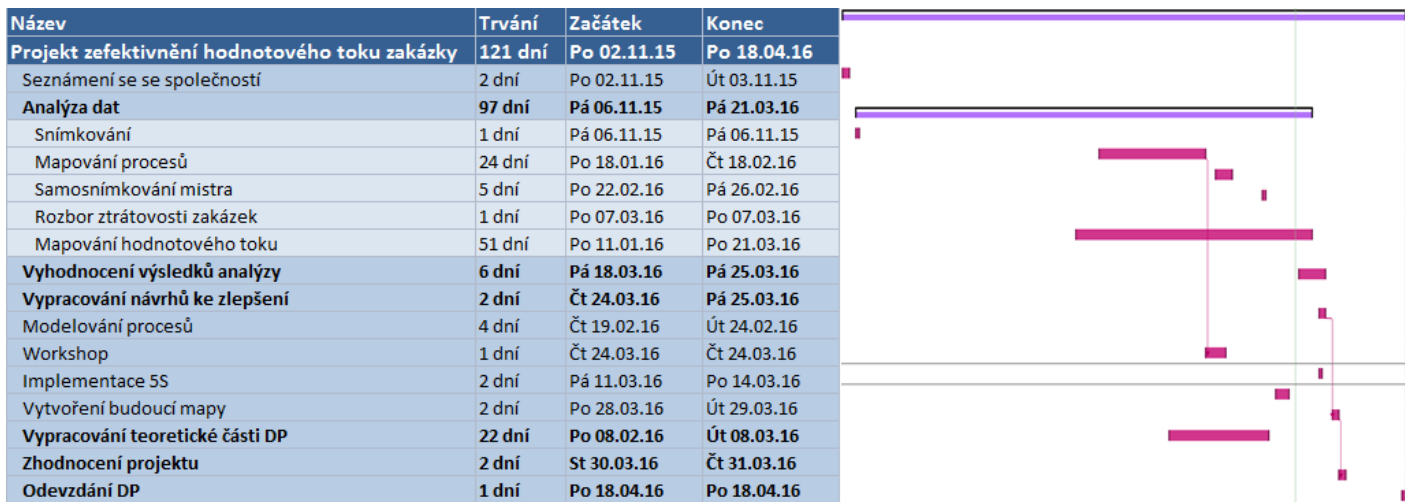 Název Trvání Začátek Konec
Projekt zefektivnění hodnotového toku zakázky 121 dní Po 02.11.15 Po 18.04.16
Seznámení se se společností 2 dní Po 02.11.15 Út 03.11.15
Analýza dat 97 dní Pá 06.11.15 Pá 21.03.16
Snímkování 1 dní Pá 06.11.15 Pá 06.11.15
Mapování procesů 24 dní Po 18.01.16 Čt 18.02.16
Samosnímkování mistra 5 dní Po 22.02.16 Pá 26.02.16
Rozbor ztrátovosti zakázek 1 dní Po 07.03.16 Po 07.03.16
Mapování hodnotového toku 51 dní Po 11.01.16 Po 21.03.16
Vyhodnocení výsledků analýzy 6 dní Pá 18.03.16 Pá 25.03.16
Vypracování návrhů ke zlepšení 2 dní Čt 24.03.16 Pá 25.03.16
Modelování procesů 4 dní Čt 19.02.16 Út 24.02.16
Workshop 1 dní Čt 24.03.16 Čt 24.03.16
Implementace 5S 2 dní Pá 11.03.16 Po 14.03.16
Vytvoření budoucí mapy 2 dní Po 28.03.16 Út 29.03.16
Vypracování teoretické části DP 22 dní Po 08.02.16 Út 08.03.16
Zhodnocení projektu 2 dní St 30.03.16 Čt 31.03.16
Odevzdání DP 1 dní Po 18.04.16 Po 18.04.16